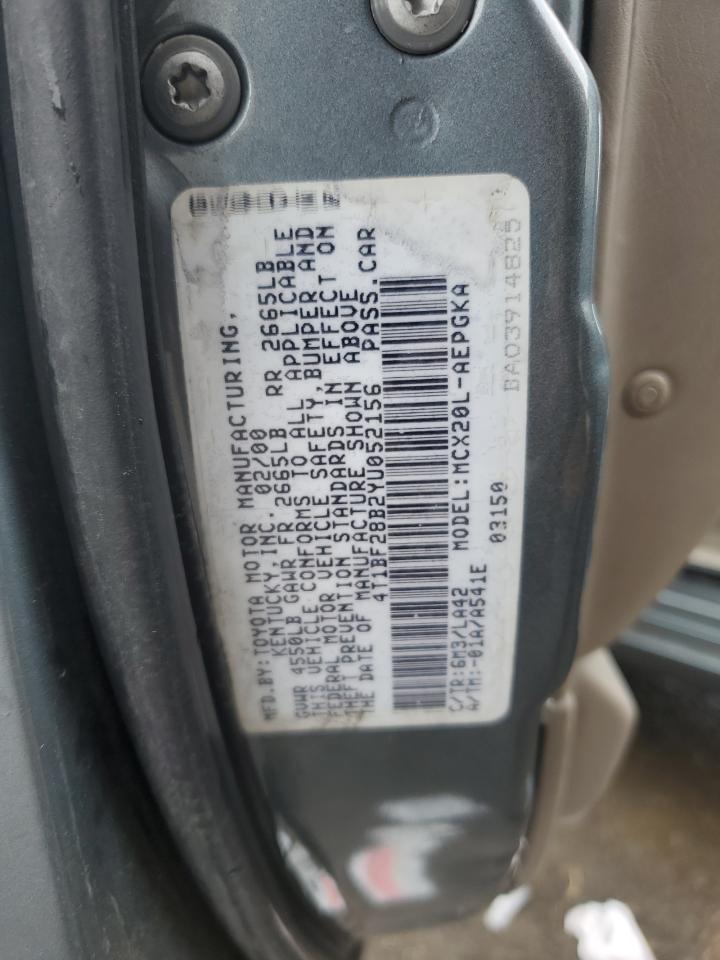 MFD.BY:TOYOTA MOTOR MANUFACTURING,
KENTUCKY,INC. 02/00
GVWR 4550LB GAWR FR 2665LB RR 2665LB
THIS VEHICLE CONFORMS TO ALL APPLICABLE
FEDERAL MOTOR VEHICLE SAFETY,BUMPER AND
THEFT PREVENTION STANDARDS IN EFFECT ON
THE DATE OF MANUFACTURE SHOWN ABOVE
4T1BF28B2YU052156 PASS.CAR
C/TR:6M3/LA42 MODEL:MCX20L-AEPGKA
A/TM:-01A/A541E 03150
BA03914825